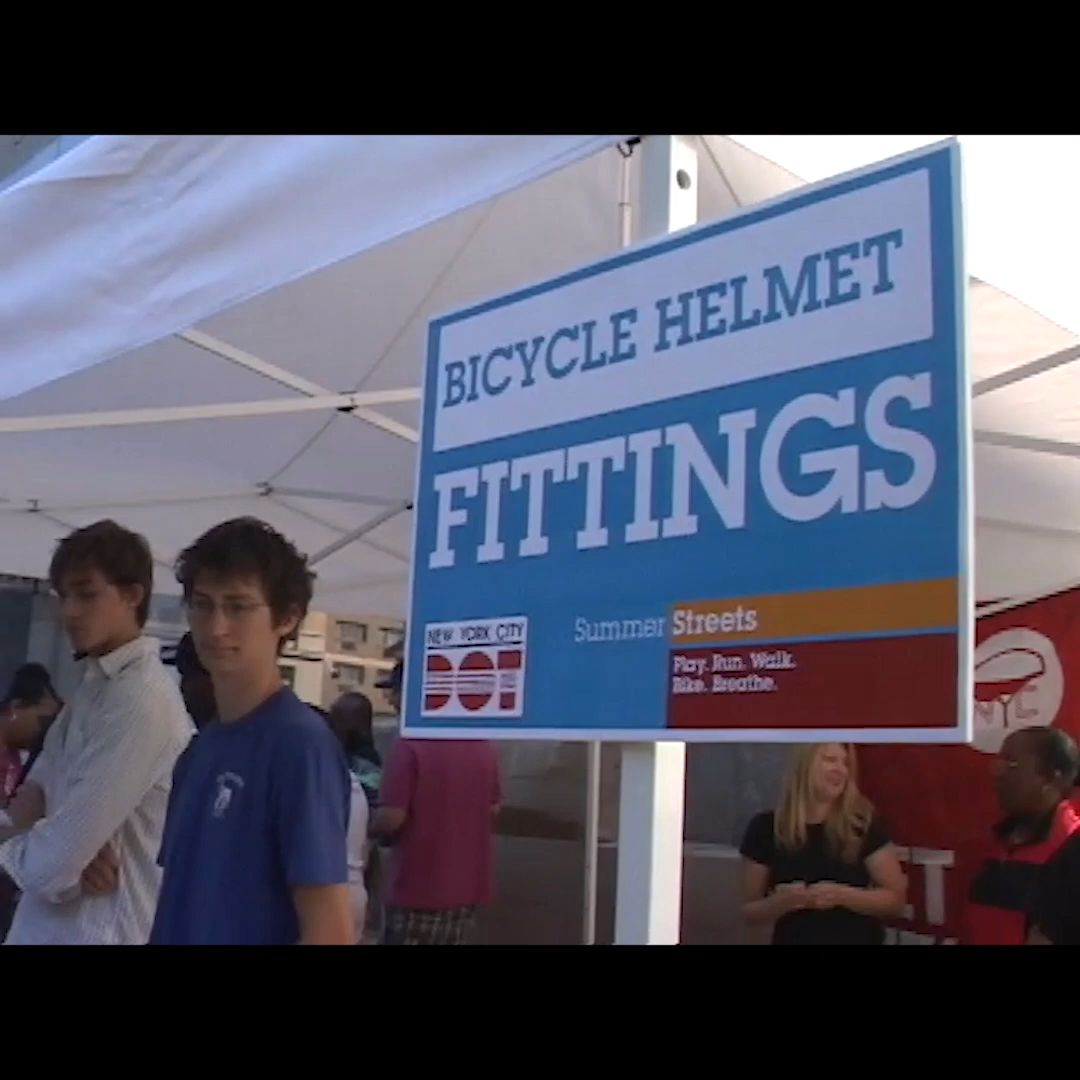 BICYCLE HELMET
FITTINGS
NEW YORK CITY
DOT
Summer Streets
Play. Run. Walk.
Bike. Breathe.
NYC